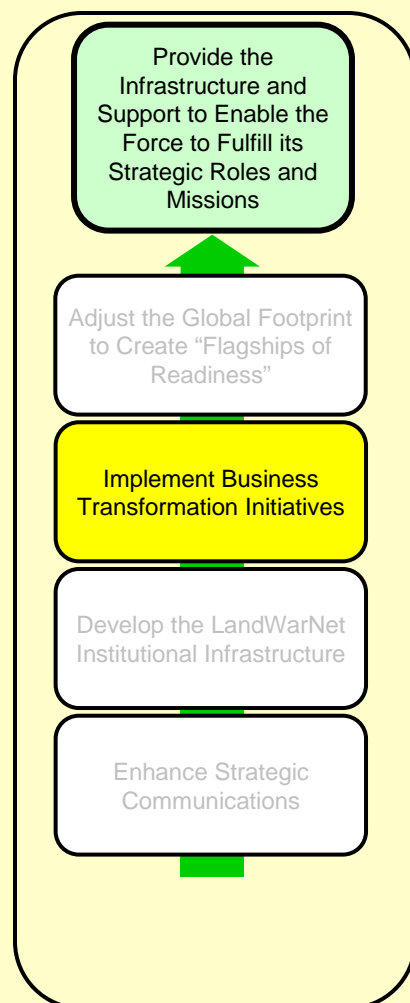 Provide the
Infrastructure and
Support to Enable the
Force to Fulfill its
Strategic Roles and
Missions
Adjust the Global Footprint
to Create “Flagships of
Readiness”
Implement Business
Transformation Initiatives
Develop the LandWarNet
Institutional Infrastructure
Enhance Strategic
Communications